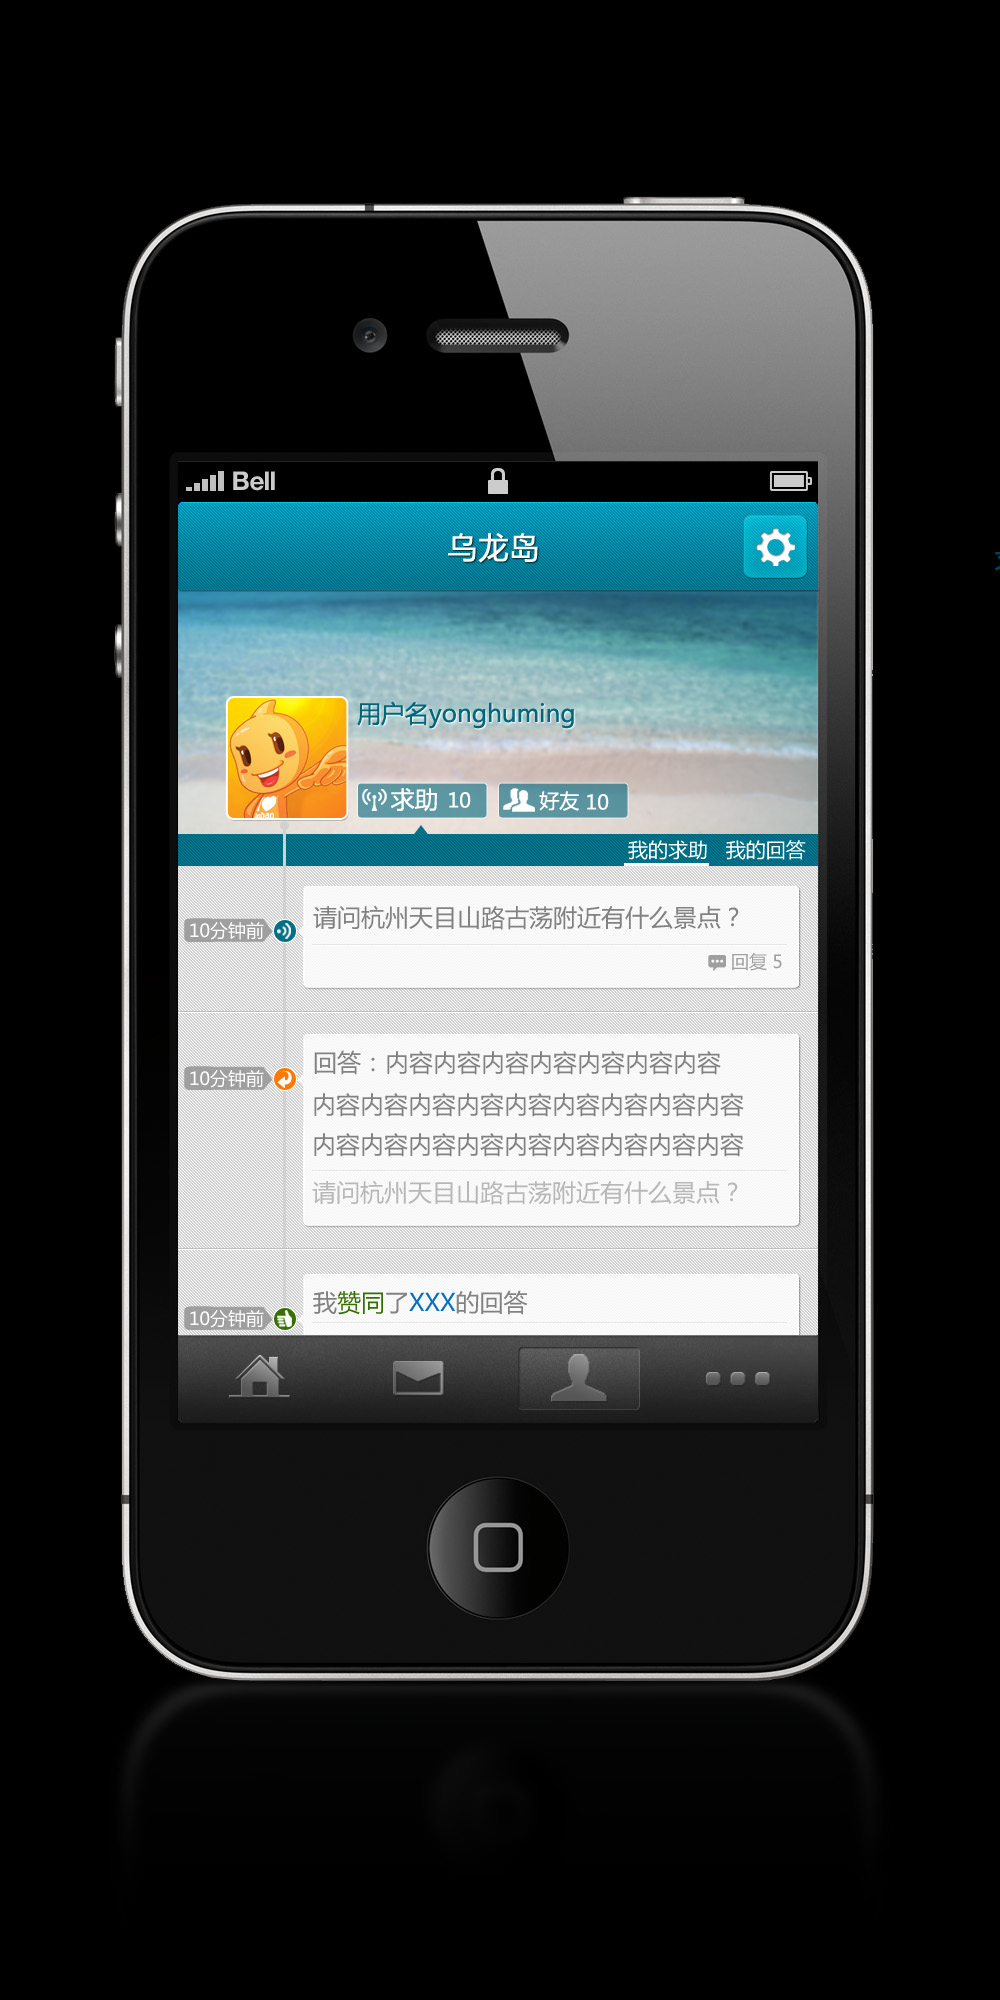 Bell
乌龙岛
用户名yonghuming
求助 10
好友 10
我的求助 我的回答
10分钟前
请问杭州天目山路古荡附近有什么景点？
回复 5
10分钟前
回答：内容内容内容内容内容内容内容
内容内容内容内容内容内容内容内容内容
内容内容内容内容内容内容内容内容内容
请问杭州天目山路古荡附近有什么景点？
10分钟前
我赞同了XXX的回答